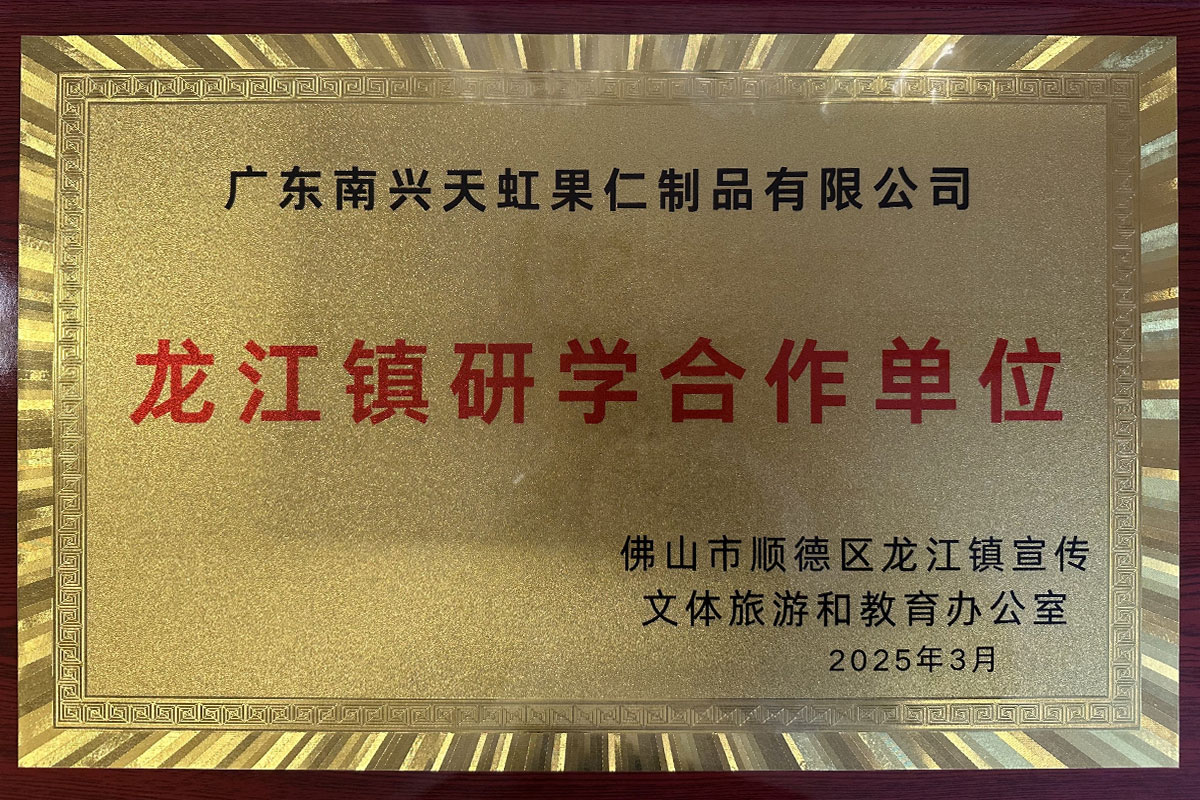 广东南兴天虹果仁制品有限公司
龙江镇研学合作单位
佛山市顺德区龙江镇宣传
文体旅游和教育办公室
2025年3月